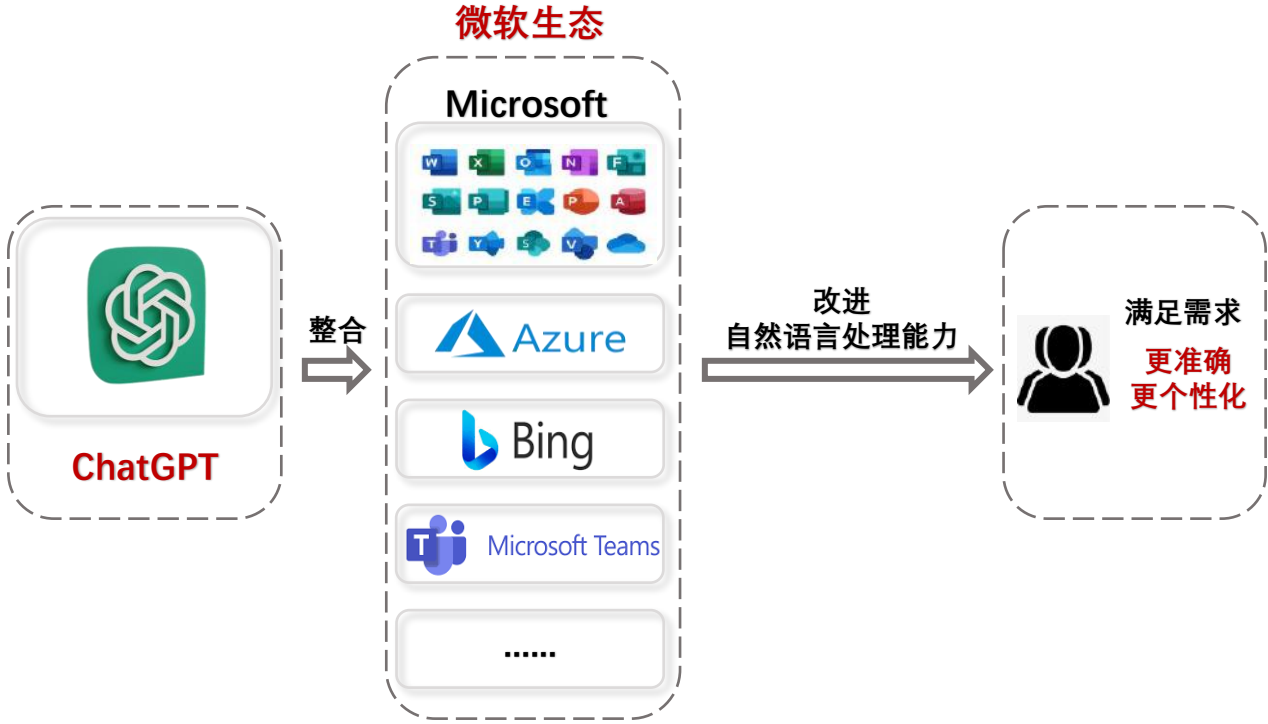 微软生态
Microsoft
W X O N F
S P E P A
T Y S V
Azure
Bing
T Microsoft Teams
......
ChatGPT
整合
改进
自然语言处理能力
满足需求
更准确
更个性化